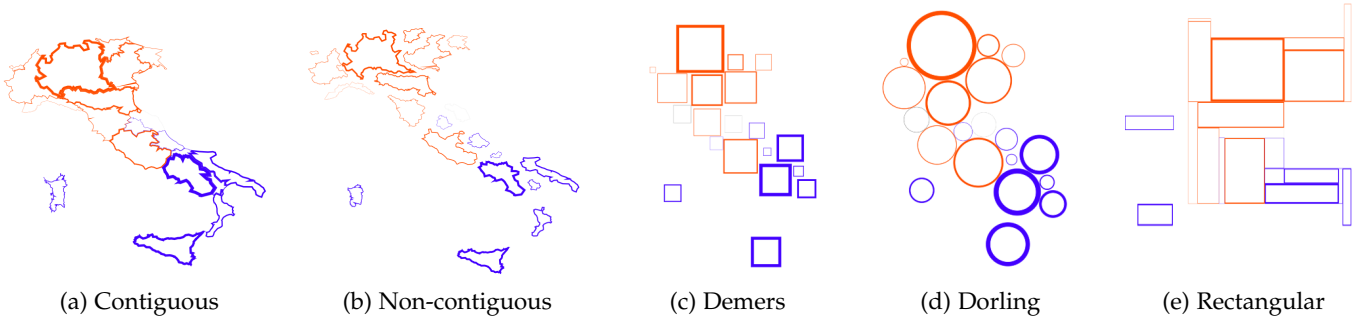 (a) Contiguous
(b) Non-contiguous
(c) Demers
(d) Dorling
(e) Rectangular